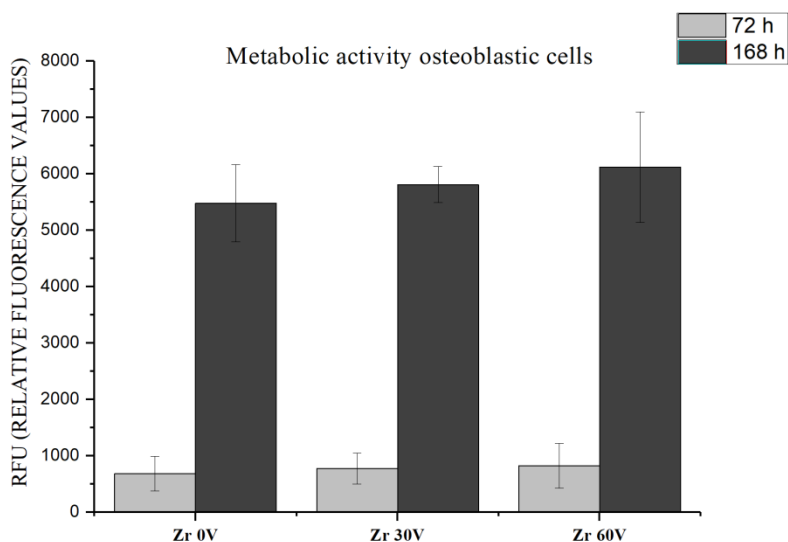 72 h
168 h
Metabolic activity osteoblastic cells
RFU (RELATIVE FLUORESCENCE VALUES)
8000
7000
6000
5000
4000
3000
2000
1000
0
Zr 0V
Zr 30V
Zr 60V